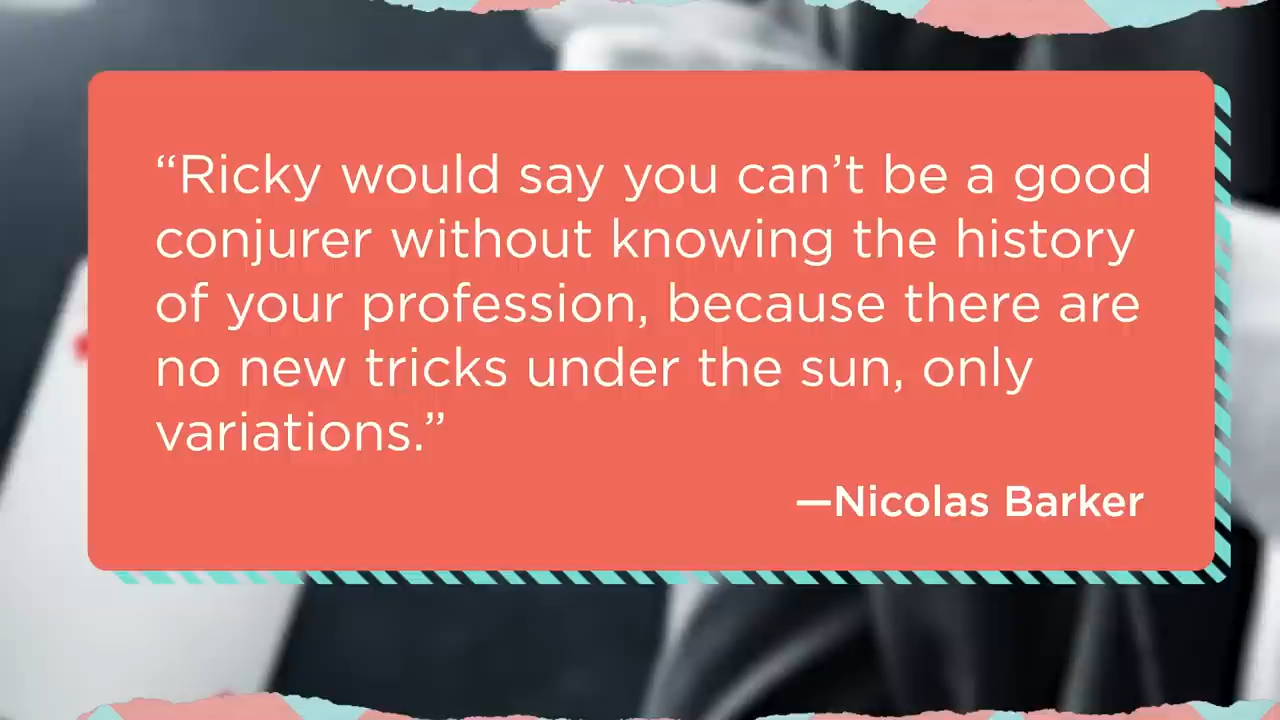 “Ricky would say you can’t be a good
conjurer without knowing the history
of your profession, because there are
no new tricks under the sun, only
variations.”
—Nicolas Barker